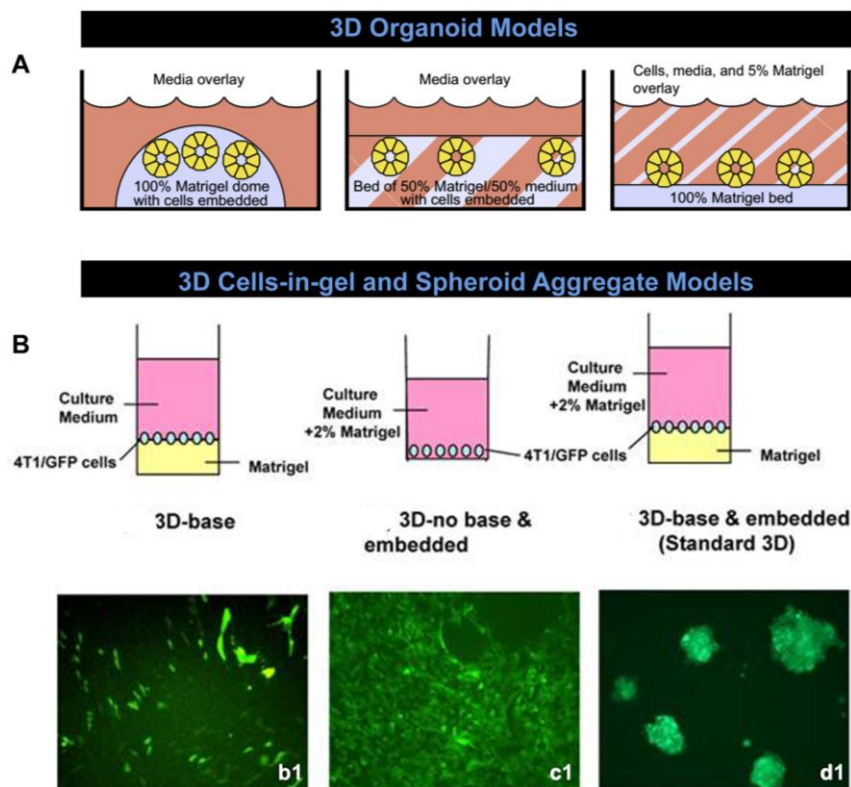 3D Organoid Models
A
Media overlay
100% Matrigel dome
with cells embedded
Media overlay
Bed of 50% Matrigel/50% medium
with cells embedded
Cells, media, and 5% Matrigel
overlay
100% Matrigel bed
3D Cells-in-gel and Spheroid Aggregate Models
B
Culture
Medium
4T1/GFP cells
Matrigel
3D-base
Culture
Medium
+2% Matrigel
4T1/GFP cells
3D-no base &
embedded
Culture
Medium
+2% Matrigel
Matrigel
3D-base & embedded
(Standard 3D)
b1
c1
d1